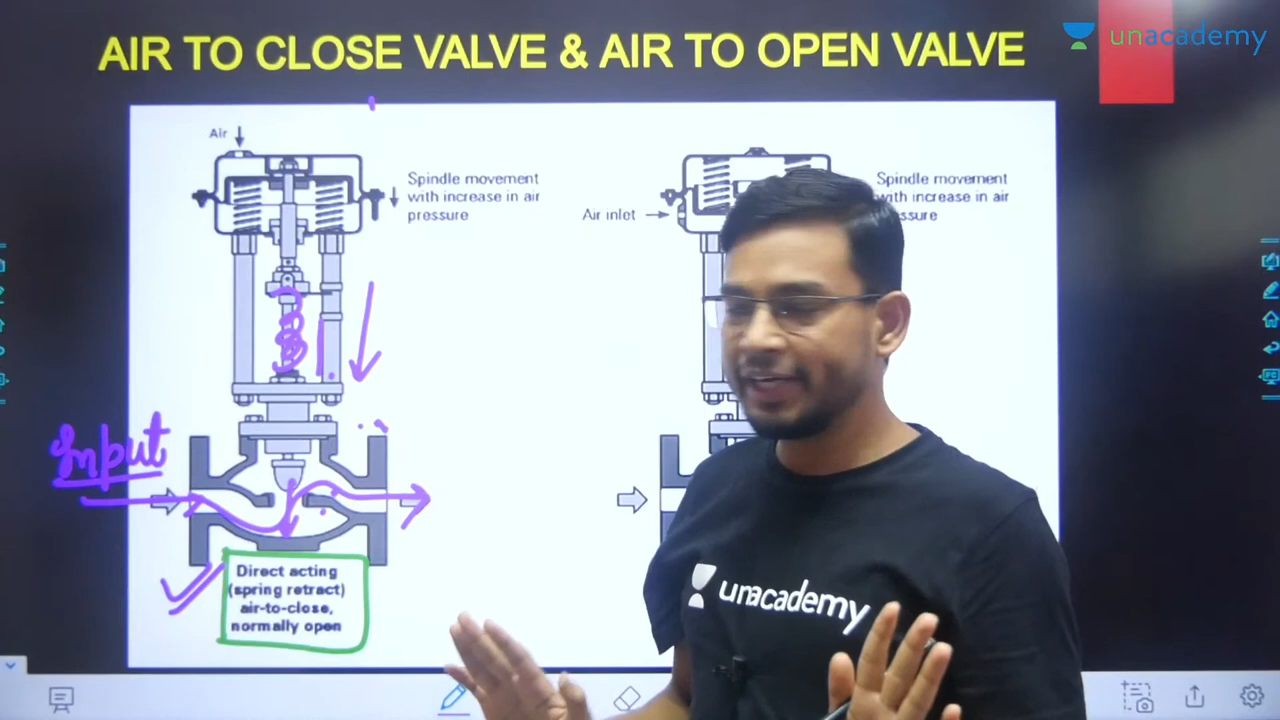 AIR TO CLOSE VALVE & AIR TO OPEN VALVE
unacademy
Air
Spindle movement
with increase in air
pressure
Air inlet
Spindle movement
with increase in air
ssure
Input
Direct acting
(spring retract)
air-to-close,
normally open
unacademy